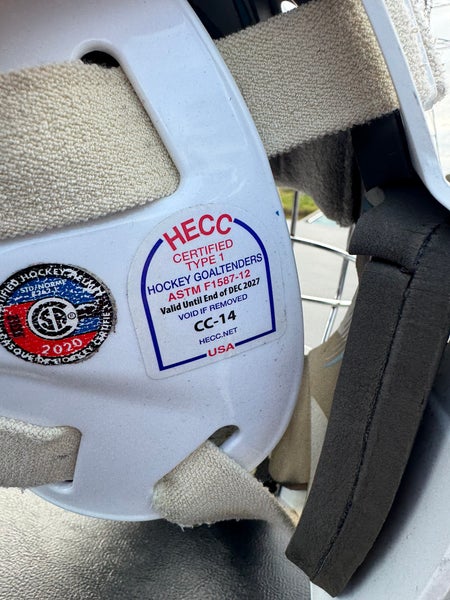 HECC
CERTIFIED
TYPE 1
HOCKEY GOALTENDERS
ASTM F1587-12
Valid Until End of DEC 2027
VOID IF REMOVED
CC-14
HECC.NET
USA
HOCKEY
CSA
2020